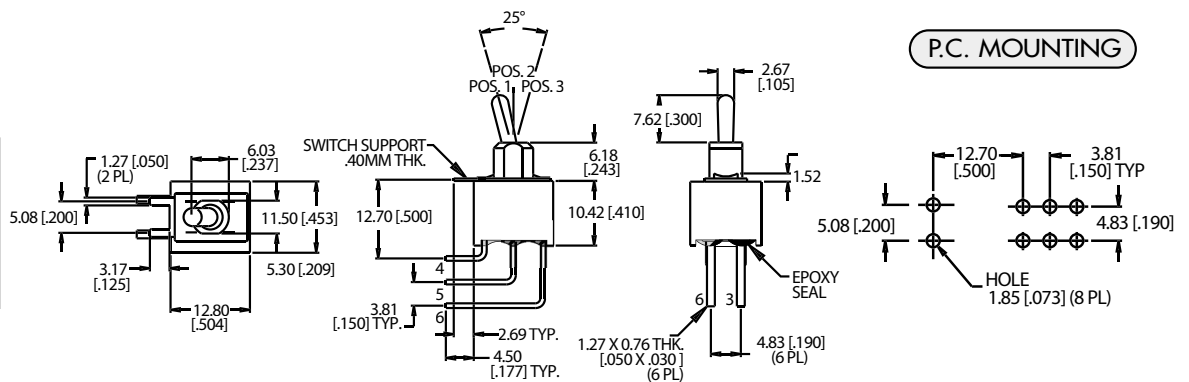 25°
P.C. MOUNTING
POS. 2
POS. 1
POS. 3
2.67
[.105]
7.62 [.300]
SWITCH SUPPORT
.40MM THK.
6.18
[.243]
1.52
1.27 [.050]
(2 PL)
6.03
[.237]
5.08 [.200]
11.50 [.453]
5.30 [.209]
3.17
[.125]
12.80
[.504]
12.70 [.500]
10.42 [.410]
4
5
6
3.81
[.150] TYP.
2.69 TYP.
4.50
[.177] TYP.
EPOXY
SEAL
6
3
1.27 X 0.76 THK.
[.050 X .030 ]
(6 PL)
4.83 [.190]
(6 PL)
12.70
[.500]
3.81
[.150] TYP
5.08 [.200]
4.83 [.190]
HOLE
1.85 [.073] (8 PL)